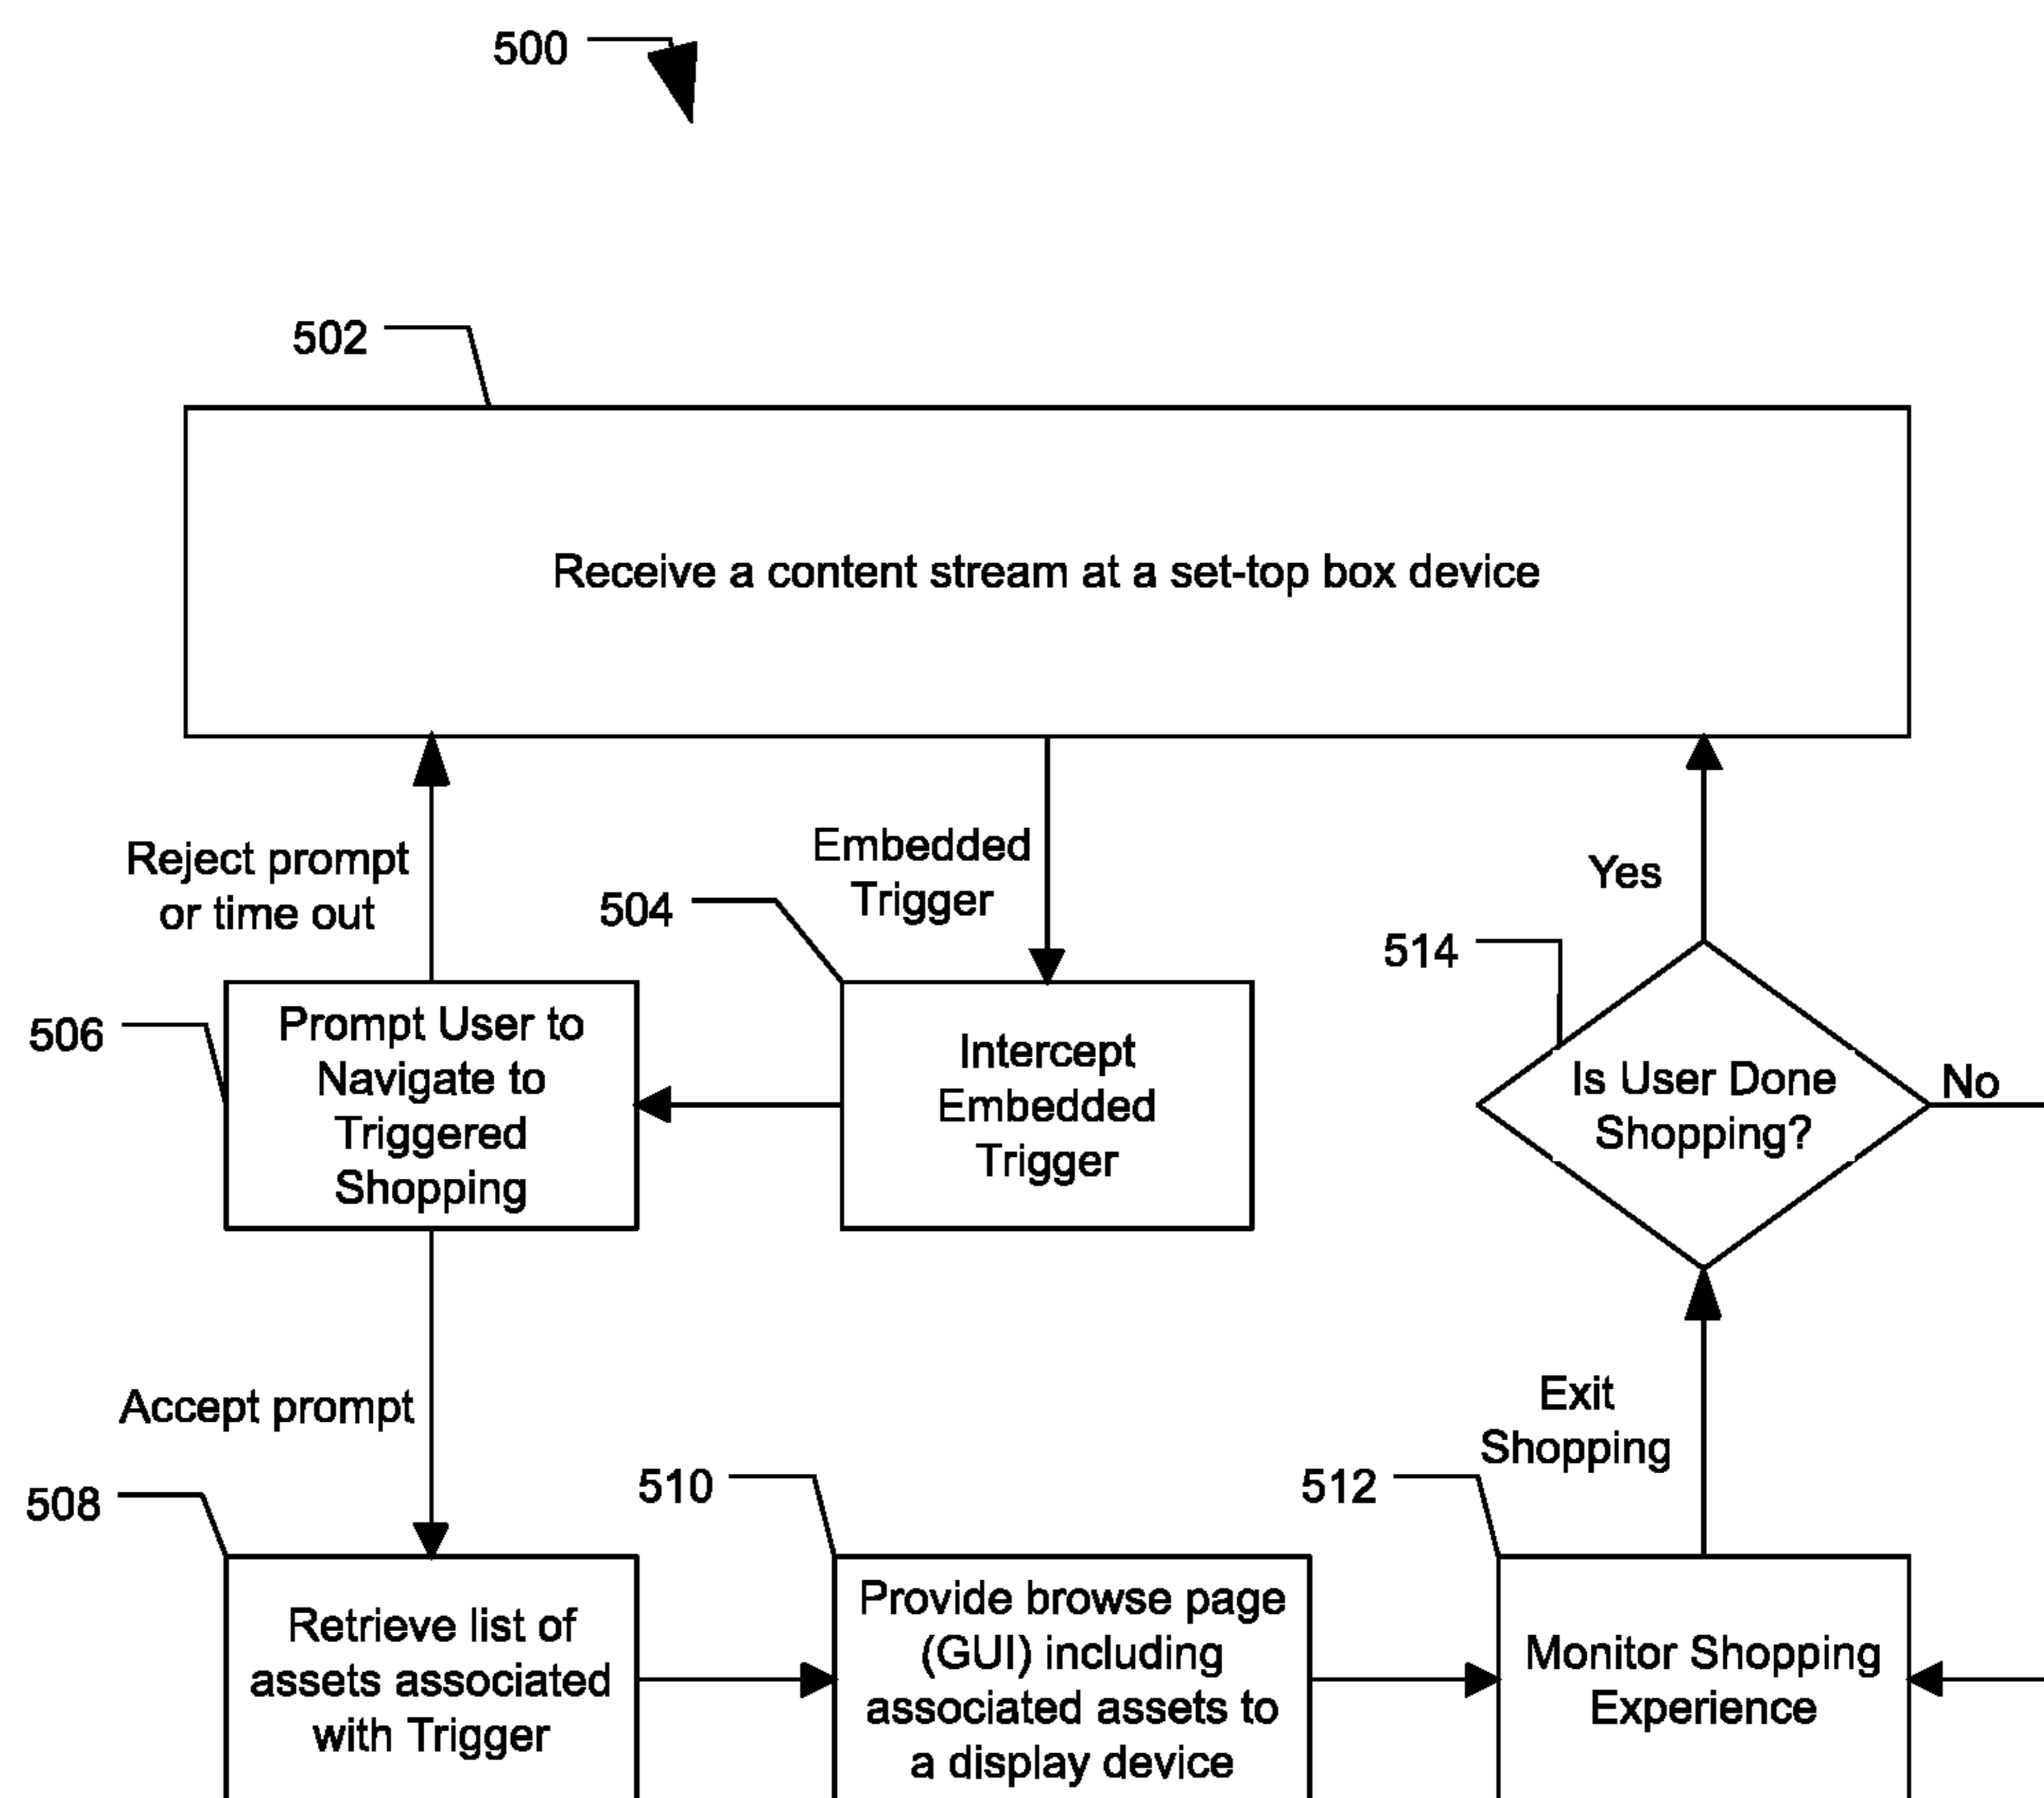 500
502
Receive a content stream at a set-top box device
Reject prompt
or time out
Embedded
Trigger
Yes
504
514
506
Prompt User to
Navigate to
Triggered
Shopping
Intercept
Embedded
Trigger
Is User Done
Shopping?
No
Accept prompt
Exit
Shopping
508
510
512
Retrieve list of
assets associated
with Trigger
Provide browse page
(GUI) including
associated assets to
a display device
Monitor Shopping
Experience